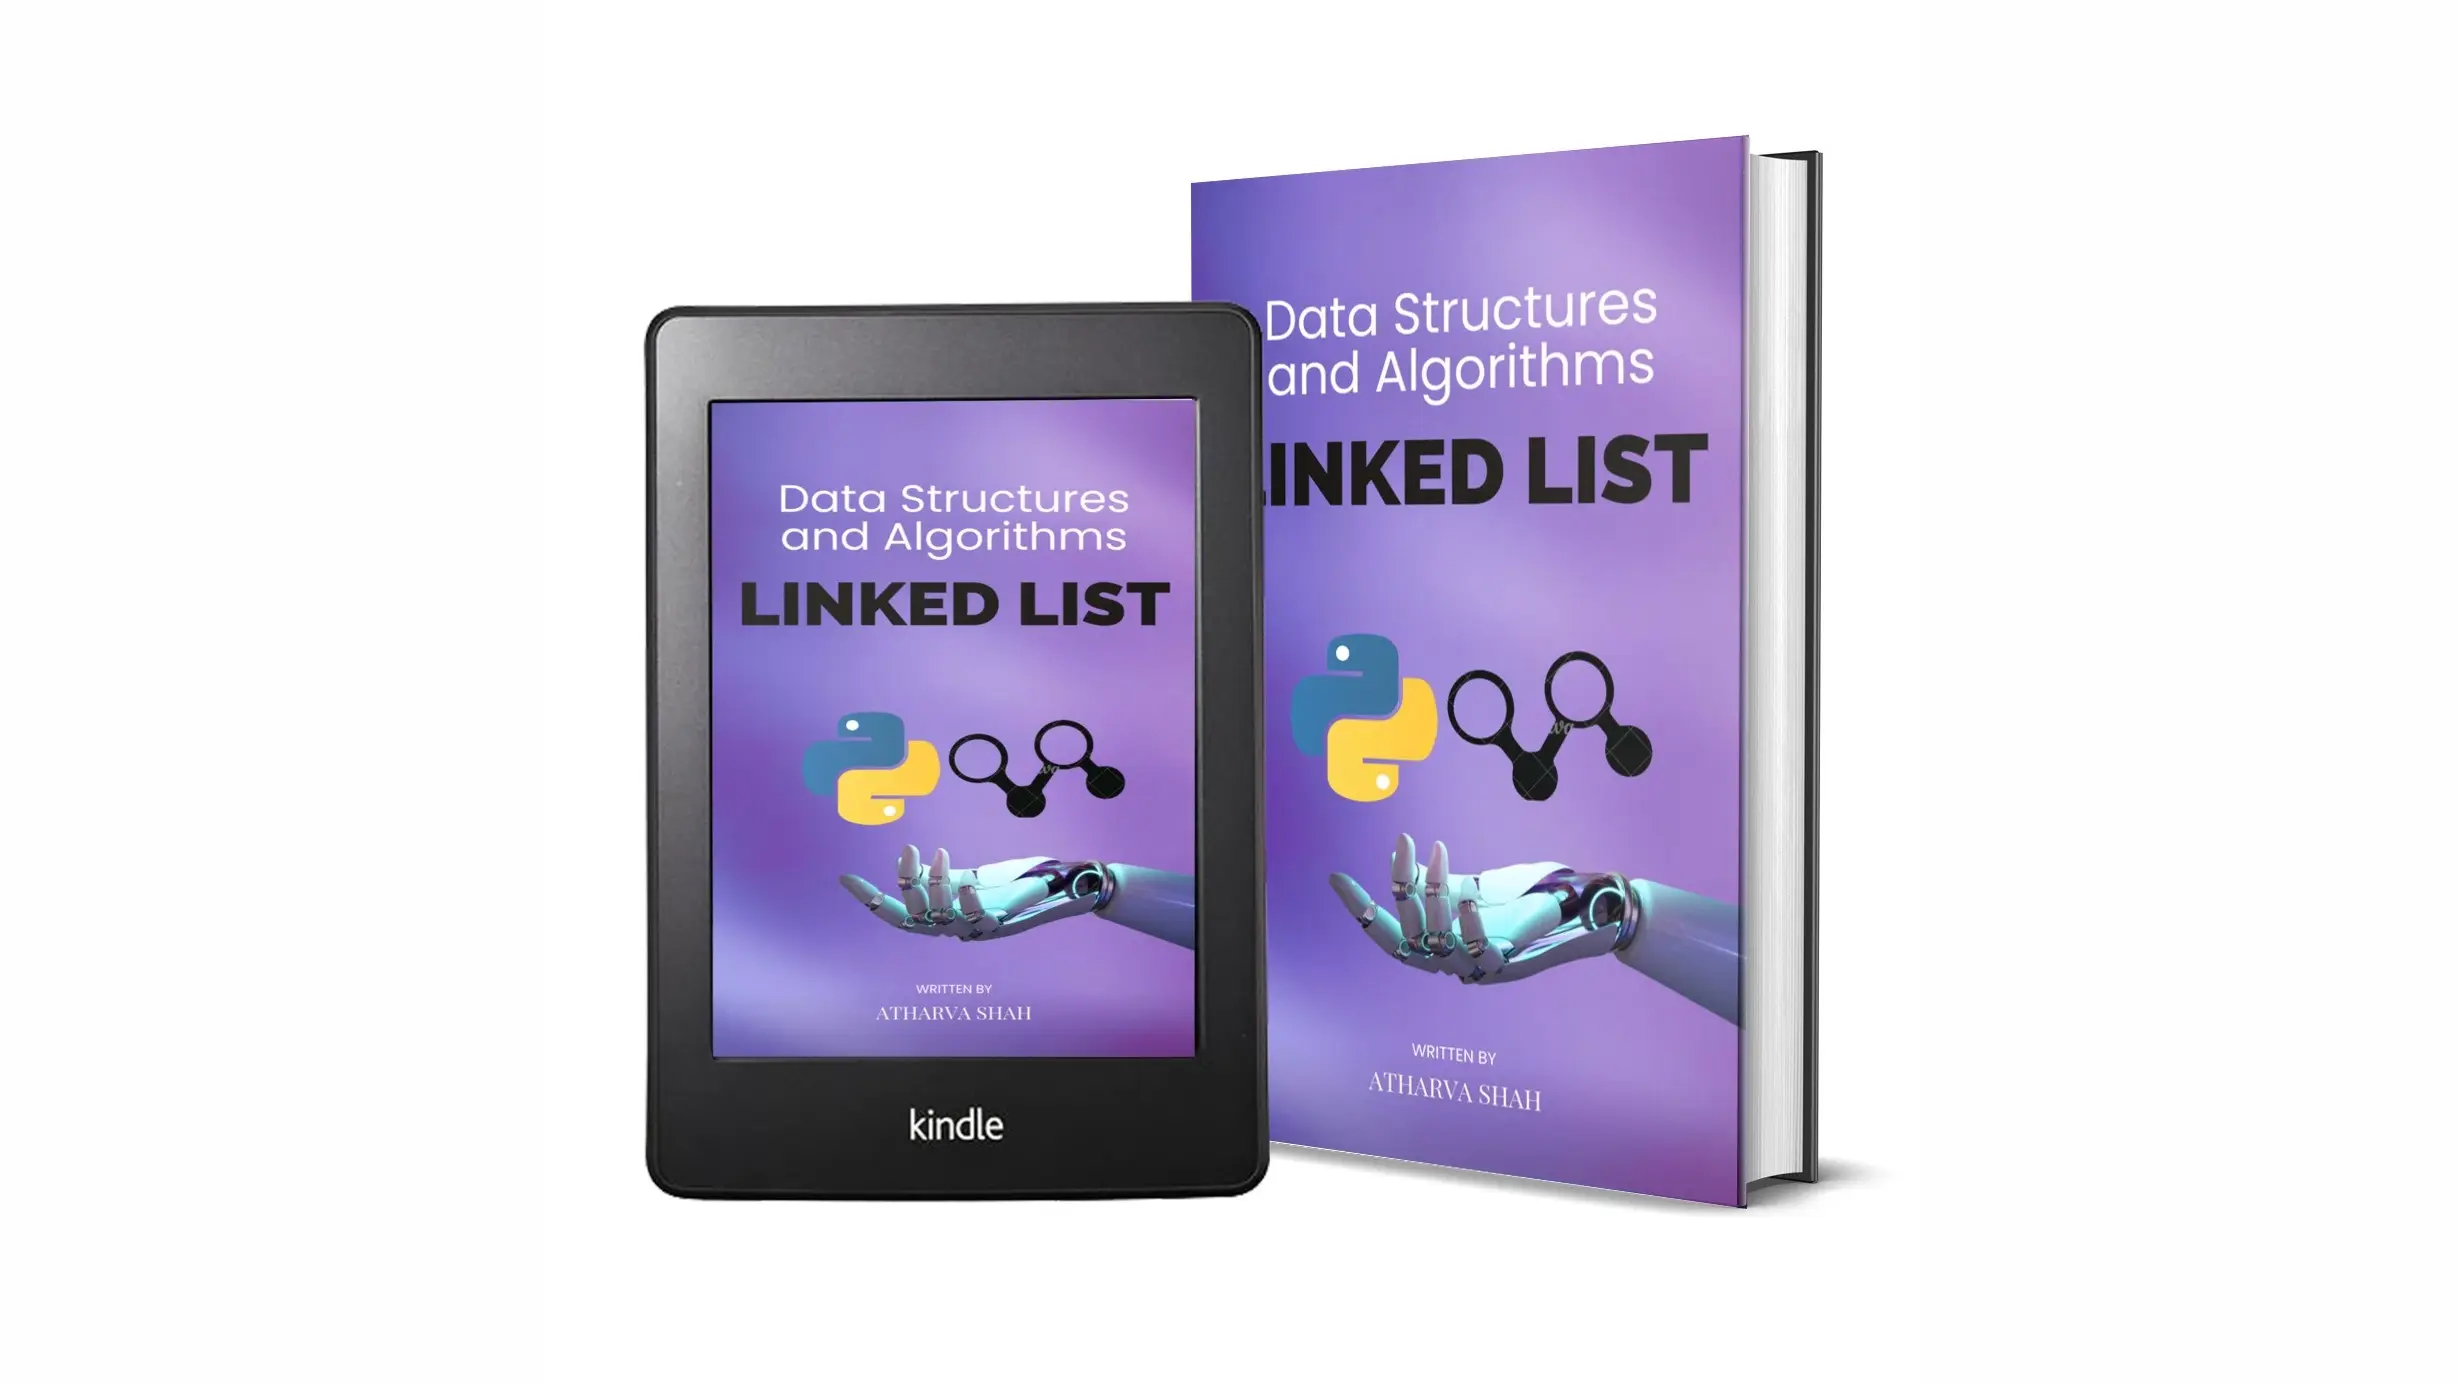 Data Structures
and Algorithms
LINKED LIST
WRITTEN BY
ATHARVA SHAH
kindle
Data Structures
and Algorithms
LINKED LIST
WRITTEN BY
ATHARVA SHAH